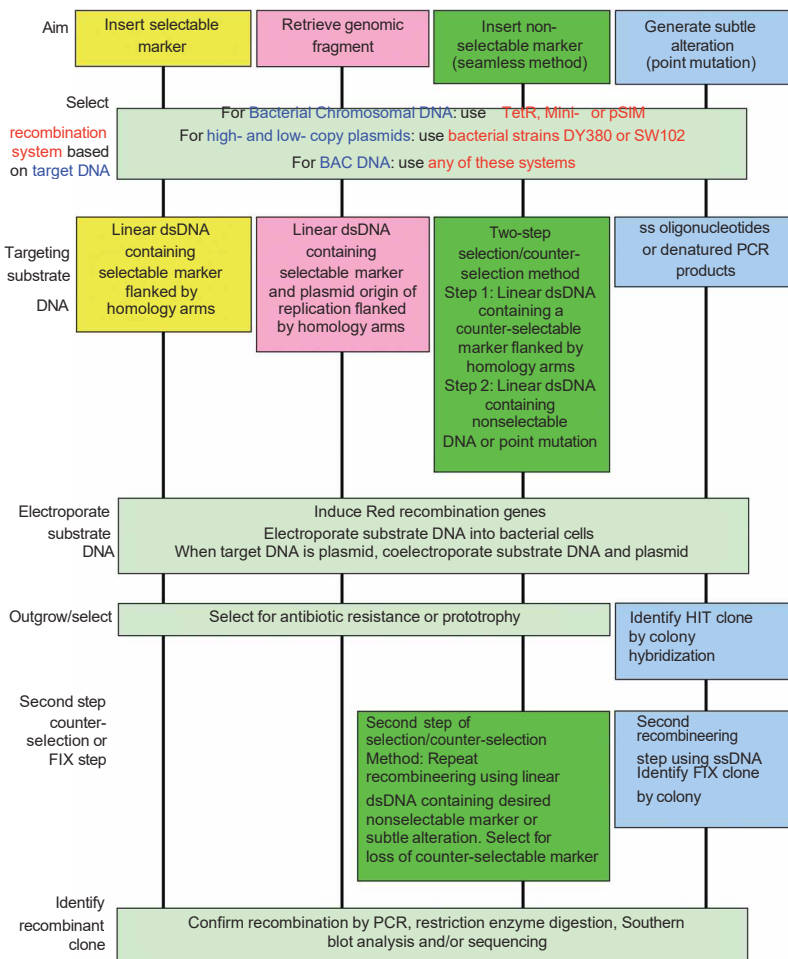 Aim
Insert selectable
marker
Retrieve genomic
fragment
Insert non-
selectable marker
(seamless method)
Generate subtle
alteration
(point mutation)
Select
recombination
system based
on target DNA
For Bacterial Chromosomal DNA: use TetR, Mini- or pSIM
For high- and low- copy plasmids: use bacterial strains DY380 or SW102
For BAC DNA: use any of these systems
Targeting
substrate
DNA
Linear dsDNA
containing
selectable marker
flanked by
homology arms
Linear dsDNA
containing
selectable marker
and plasmid origin of
replication flanked
by homology arms
Two-step
selection/counter-
selection method
Step 1: Linear dsDNA
containing a
counter-selectable
marker flanked by
homology arms
Step 2: Linear dsDNA
containing
nonselectable
DNA or point mutation
ss oligonucleotides
or denatured PCR
products
Electroporate
substrate
DNA
Induce Red recombination genes
Electroporate substrate DNA into bacterial cells
When target DNA is plasmid, coelectroporate substrate DNA and plasmid
Outgrow/select
Select for antibiotic resistance or prototrophy
Identify HIT clone
by colony
hybridization
Second step
counter-
selection or
FIX step
Second step of
selection/counter-selection
Method: Repeat
recombineering using linear
dsDNA containing desired
nonselectable marker or
subtle alteration. Select for
loss of counter-selectable marker
Second
recombineering
step using ssDNA
Identify FIX clone
by colony
Identify
recombinant
clone
Confirm recombination by PCR, restriction enzyme digestion, Southern
blot analysis and/or sequencing